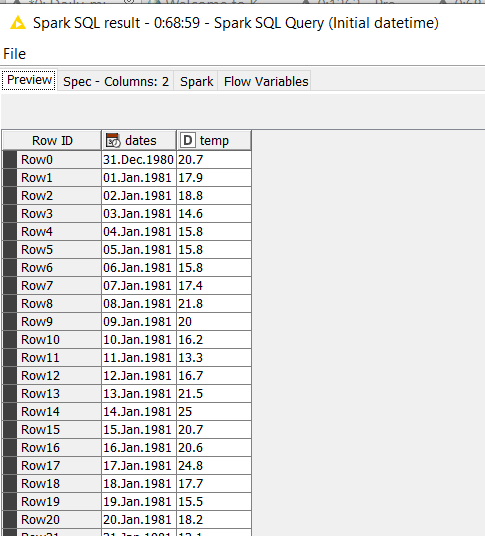 Spark SQL result - 0:68:59 - Spark SQL Query (Initial datetime)
File
Preview Spec - Columns: 2 Spark Flow Variables
Row ID dates D temp
Row0 31.Dec.1980 20.7
Row1 01.Jan.1981 17.9
Row2 02.Jan.1981 18.8
Row3 03.Jan.1981 14.6
Row4 04.Jan.1981 15.8
Row5 05.Jan.1981 15.8
Row6 06.Jan.1981 15.8
Row7 07.Jan.1981 17.4
Row8 08.Jan.1981 21.8
Row9 09.Jan.1981 20
Row10 10.Jan.1981 16.2
Row11 11.Jan.1981 13.3
Row12 12.Jan.1981 16.7
Row13 13.Jan.1981 21.5
Row14 14.Jan.1981 25
Row15 15.Jan.1981 20.7
Row16 16.Jan.1981 20.6
Row17 17.Jan.1981 24.8
Row18 18.Jan.1981 17.7
Row19 19.Jan.1981 15.5
Row20 20.Jan.1981 18.2